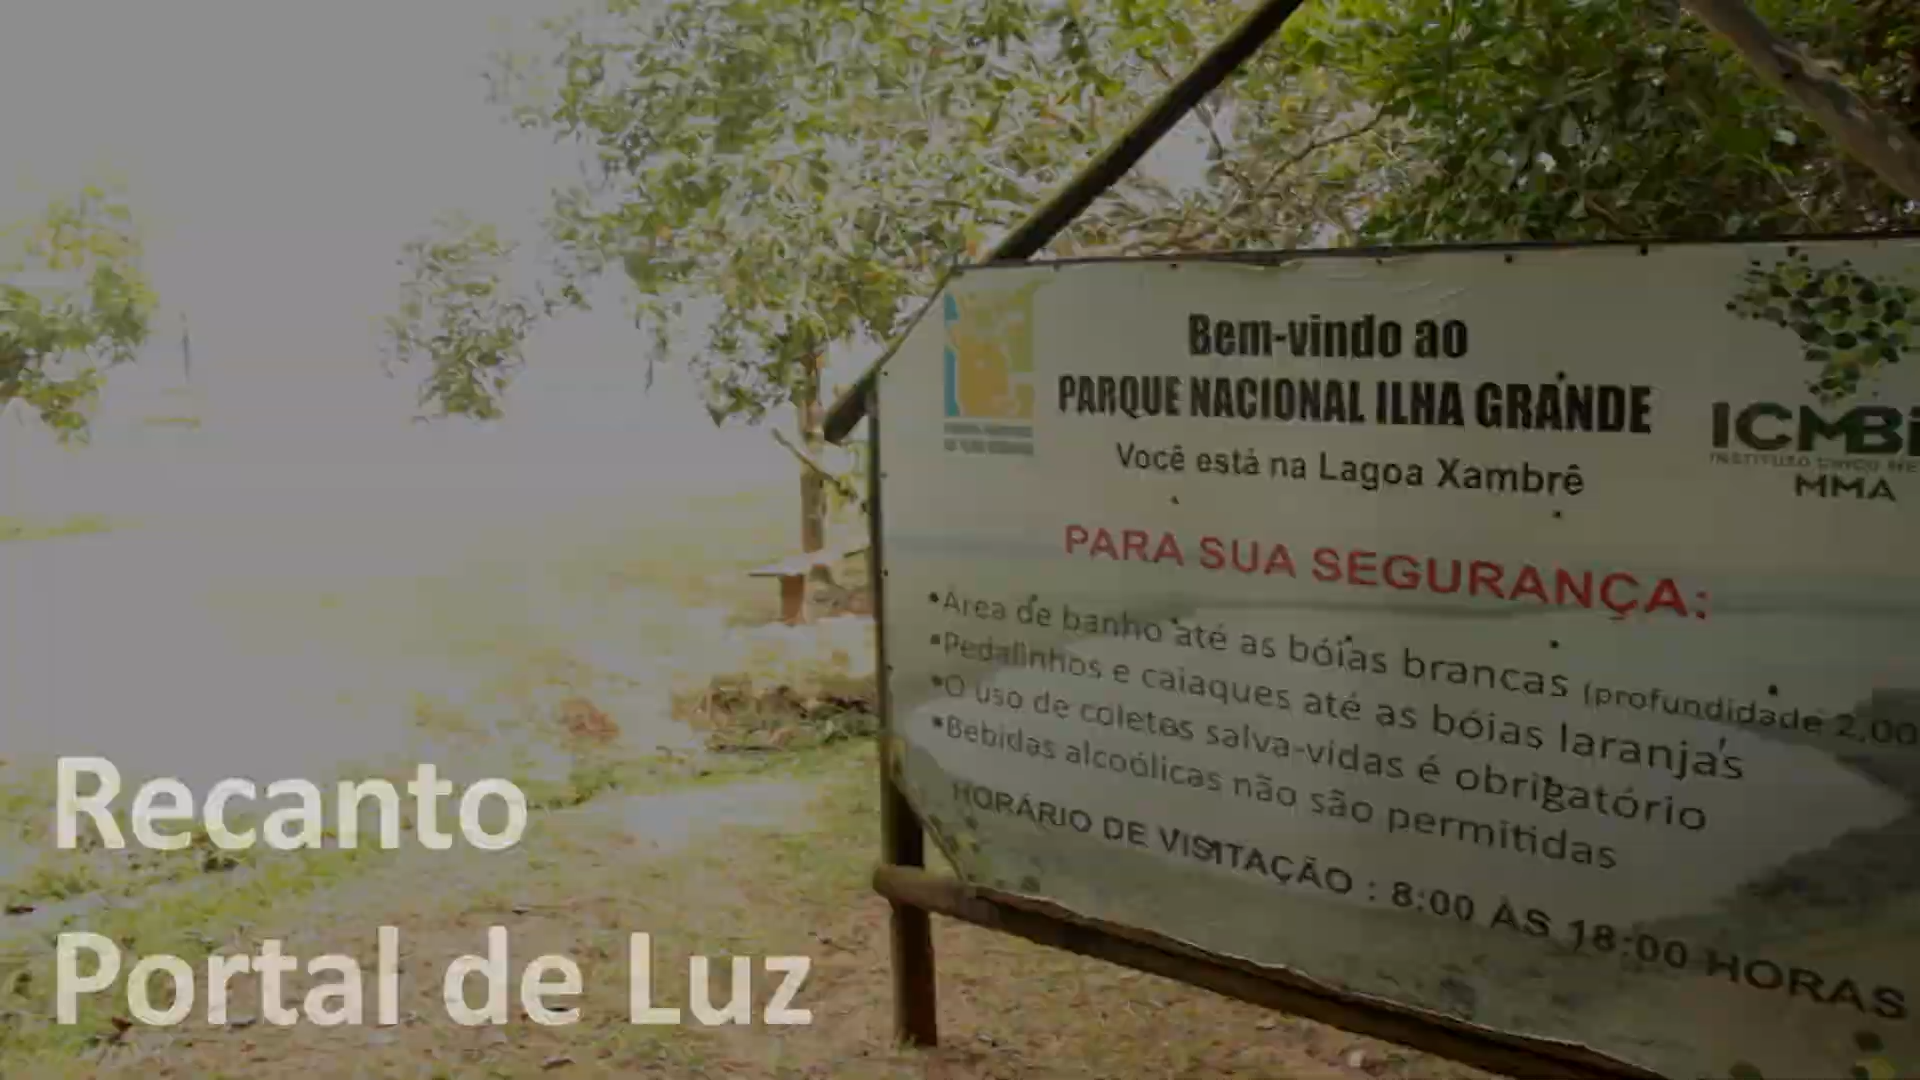 Bem-vindo ao
PARQUE NACIONAL ILHA GRANDE
Você está na Lagoa Xambrê
ICMBi
MMA
PARA SUA SEGURANÇA:
•Área de banho até as bóias brancas (profundidade 2,00
•Pedalinhos e caiaques até as bóias laranjas
•O uso de coletes salva-vidas é obrigatório
•Bebidas alcoólicas não são permitidas
HORÁRIO DE VISITAÇÃO : 8:00 ÀS 18:00 HORAS
Recanto
Portal de Luz